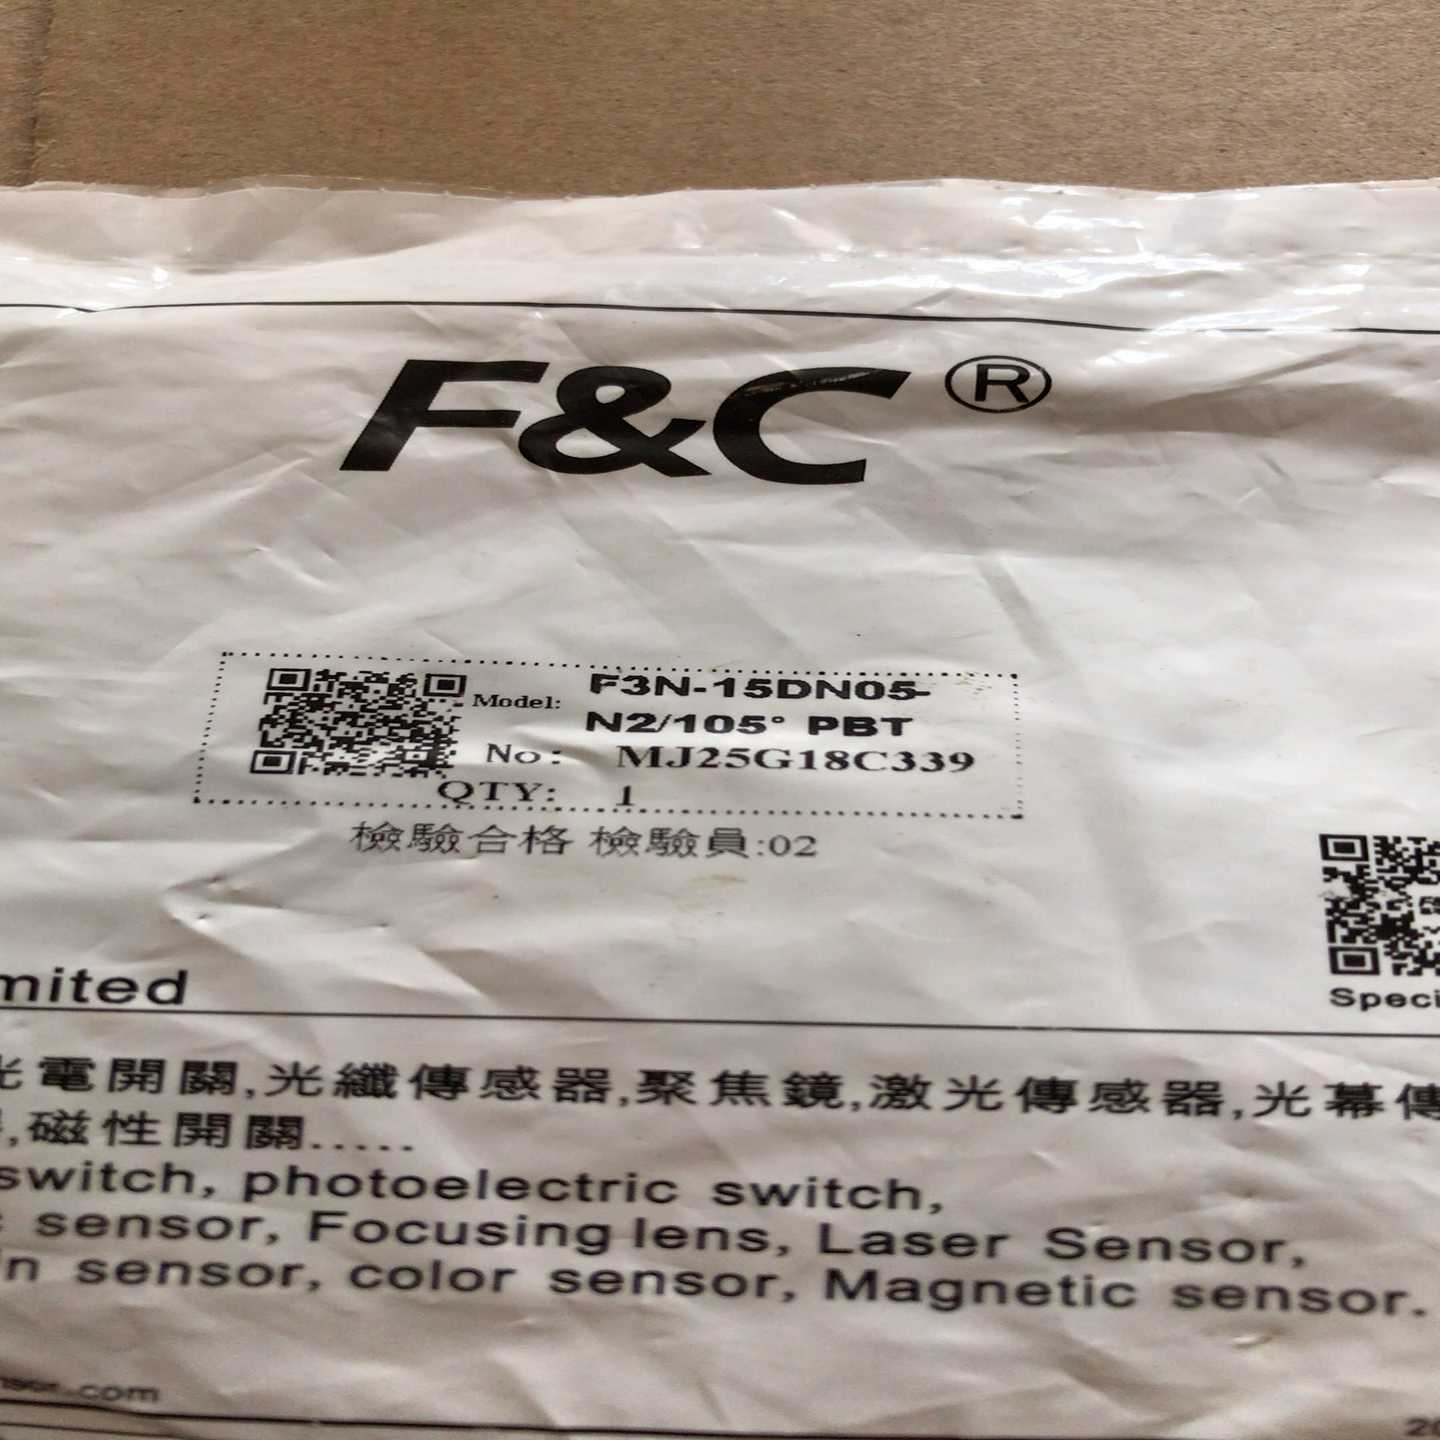 F&C®
Model: F3N-15DN05-
N2/105° PBT
No: MJ25G18C339
QTY: 1
檢驗合格 檢驗員:02
mited
Speci
光電開關,光纖傳感器,聚焦鏡,激光傳感器,光幕傳
,磁性開關.....
switch, photoelectric switch,
sensor, Focusing lens, Laser Sensor,
n sensor, color sensor, Magnetic sensor.
.com
20